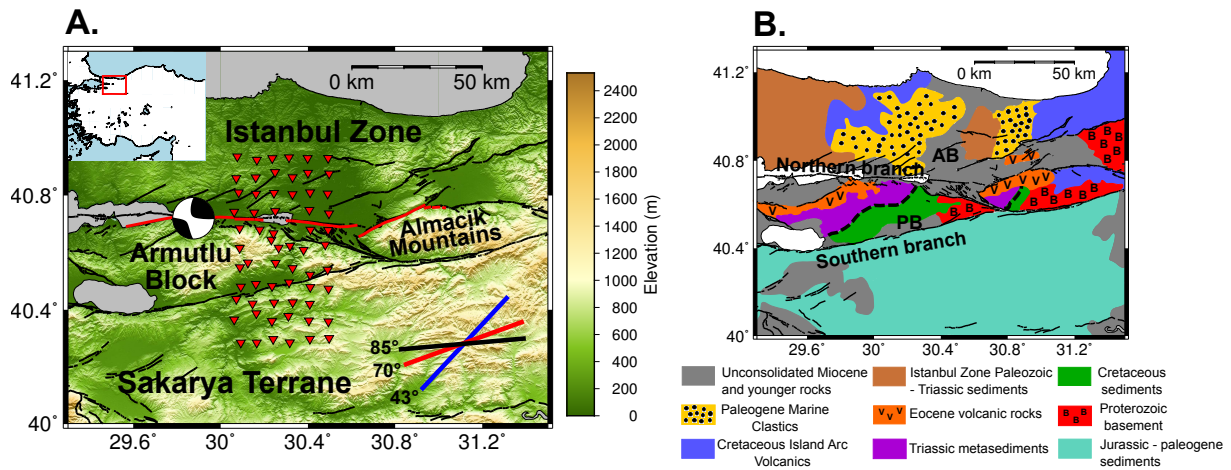 A.
41.2˚
40.8˚
40.4˚
40˚
29.6˚
30˚
30.4˚
30.8˚
31.2˚
0 km
50 km
Istanbul Zone
Almacik
Mountains
Armutlu
Block
Sakarya Terrane
85°
70°
43°
2400
2200
2000
1800
1600
1400
1200
1000
800
600
400
200
0
Elevation (m)
B.
41.2˚
40.8˚
40.4˚
40˚
29.6˚
30˚
30.4˚
30.8˚
31.2˚
0 km
50 km
AB
Northern branch
PB
Southern branch
B B
B B
B B
B
V V
V V V V
V
V V
V
B B B B
B B
B
B
Unconsolidated Miocene
and younger rocks
Istanbul Zone Paleozoic
- Triassic sediments
Cretaceous
sediments
Paleogene Marine
Clastics
V V
V
Eocene volcanic rocks
B B
B
Proterozoic
basement
Cretaceous Island Arc
Volcanics
Triassic metasediments
Jurassic - paleogene
sediments